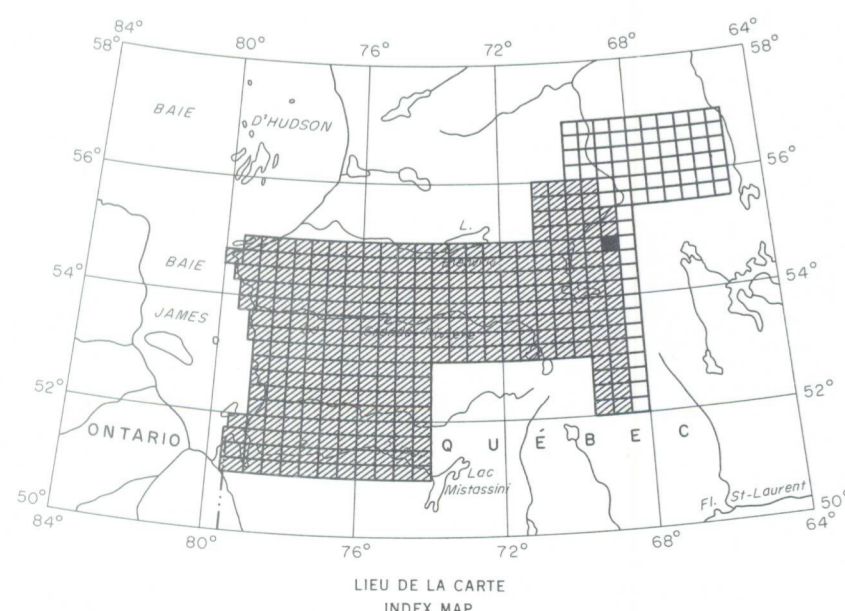 84°
58°
80°
76°
72°
68°
64°
58°
BAIE
D'HUDSON
56°
56°
L.
54°
BAIE
54°
JAMES
52°
52°
ONTARIO
QUÉBEC
Lac
Mistassini
50°
84°
Fl. St-Laurent
50°
64°
80°
76°
72°
68°
LIEU DE LA CARTE
INDEX MAP